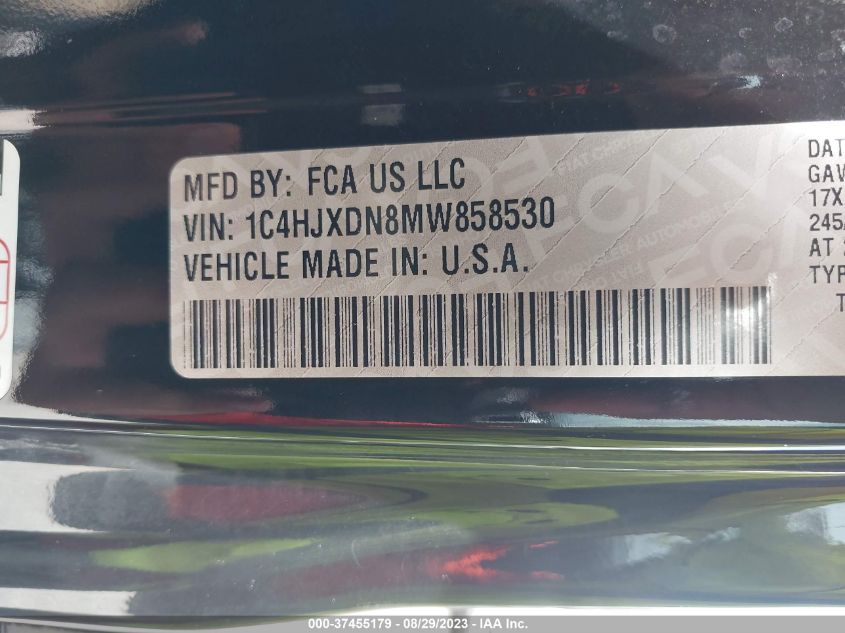 MFD BY: FCA US LLC
VIN: 1C4HJXDN8MW858530
VEHICLE MADE IN: U.S.A.
DAT
GAV
17X
245
AT
TYP
T
000-37455179 - 08/29/2023 - IAA Inc.